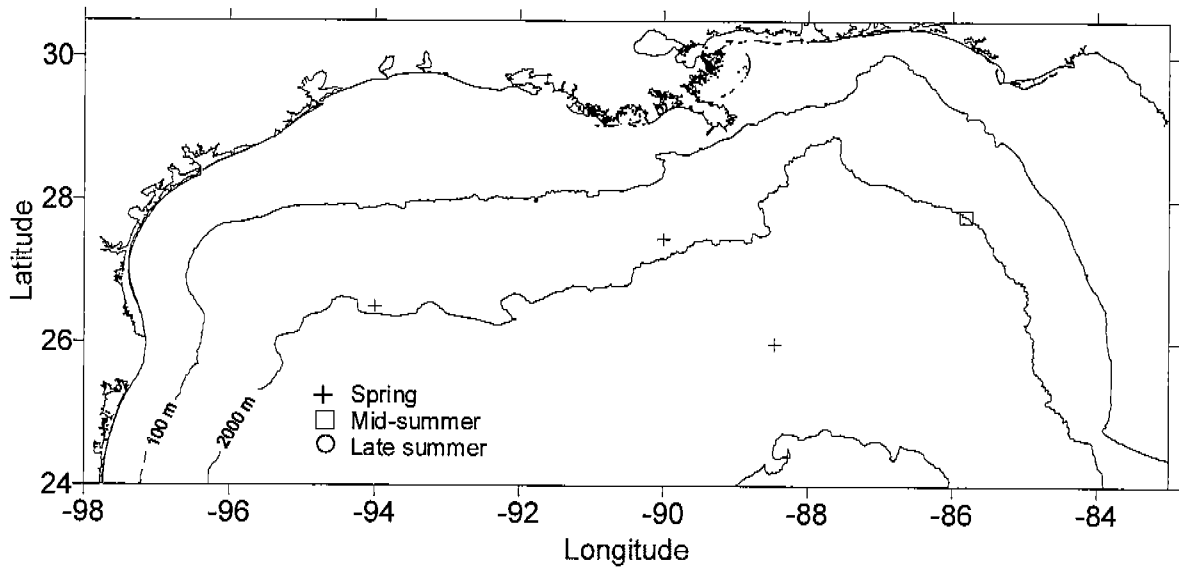 30
28
26
24
Latitude
100 m
2000 m
Spring
Mid-summer
Late summer
-98 -96 -94 -92 -90 -88 -86 -84
Longitude